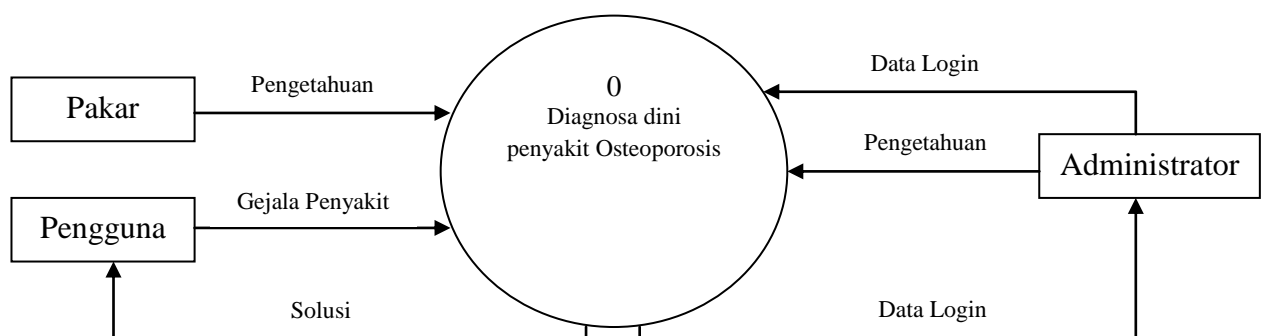 Pakar
Pengetahuan
0
Diagnosa dini
penyakit Osteoporosis
Data Login
Pengetahuan
Administrator
Pengguna
Gejala Penyakit
Solusi
Data Login